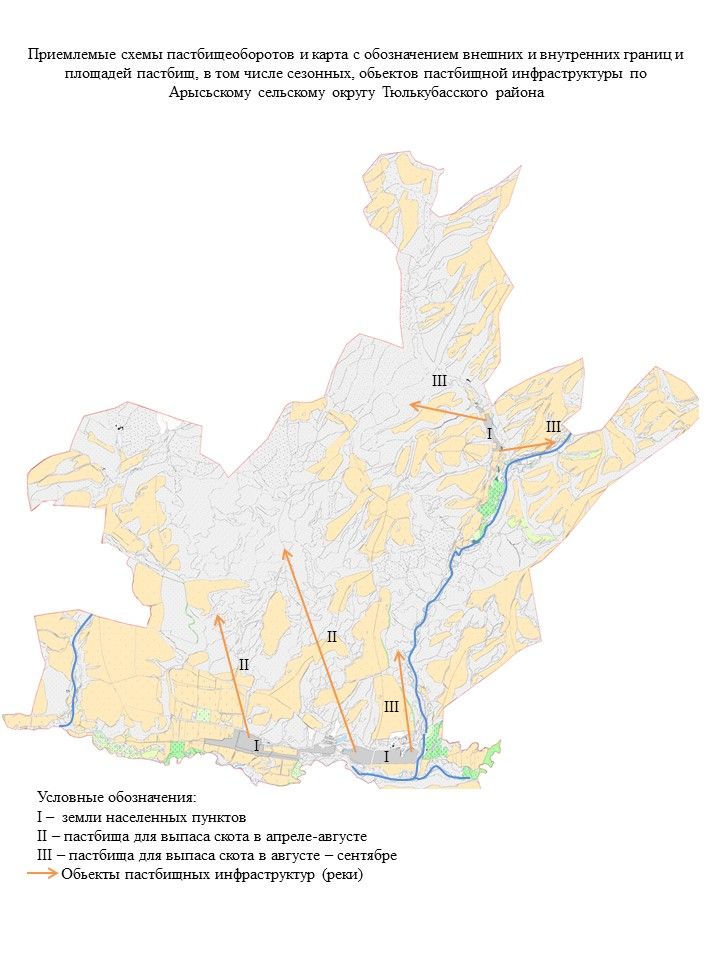 Приемлемые схемы пастбищеоборотов и карта с обозначением внешних и внутренних границ и
площадей пастбищ, в том числе сезонных, обьектов пастбищной инфраструктуры по
Арысьскому сельскому округу Тюлькубасского района
III
I
III
II
II
III
I
I
Условные обозначения:
I – земли населенных пунктов
II – пастбища для выпаса скота в апреле-августе
III – пастбища для выпаса скота в августе – сентябре
Обьекты пастбищных инфраструктур (реки)